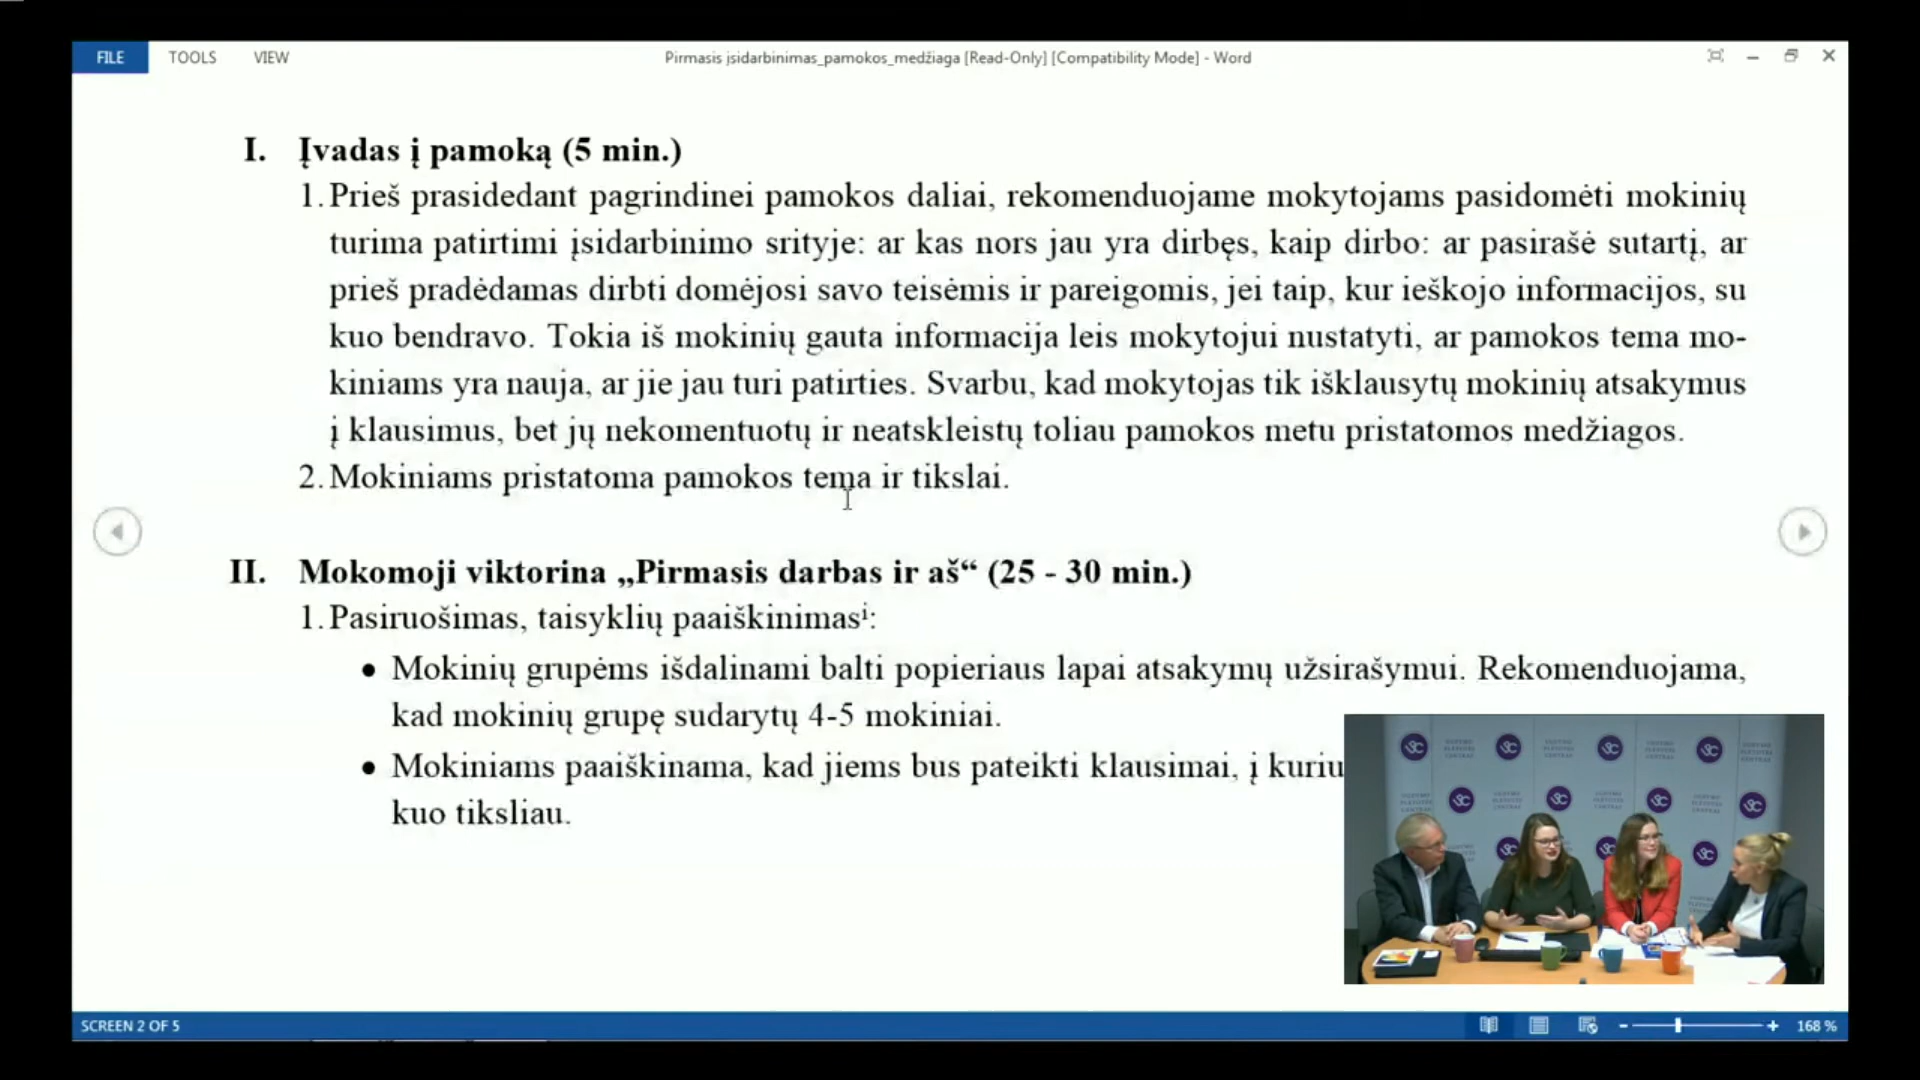 FILE TOOLS VIEW Pirmasis įsidarbinimas_pamokos_medžiaga [Read-Only] [Compatibility Mode] - Word
I. Įvadas į pamoką (5 min.)
1. Prieš prasidedant pagrindinei pamokos daliai, rekomenduojame mokytojams pasidomėti mokinių
turima patirtimi įsidarbinimo srityje: ar kas nors jau yra dirbęs, kaip dirbo: ar pasirašė sutartį, ar
prieš pradėdamas dirbti domėjosi savo teisėmis ir pareigomis, jei taip, kur ieškojo informacijos, su
kuo bendravo. Tokia iš mokinių gauta informacija leis mokytojui nustatyti, ar pamokos tema mo-
kiniams yra nauja, ar jie jau turi patirties. Svarbu, kad mokytojas tik išklausytų mokinių atsakymus
į klausimus, bet jų nekomentuotų ir neatskleistų toliau pamokos metu pristatomos medžiagos.
2. Mokiniams pristatoma pamokos tema ir tikslai.
II. Mokomoji viktorina „Pirmasis darbas ir aš“ (25 - 30 min.)
1. Pasiruošimas, taisyklių paaiškinimasⁱ:
• Mokinių grupėms išdalinami balti popieriaus lapai atsakymų užsirašymui. Rekomenduojama,
kad mokinių grupę sudarytų 4-5 mokiniai.
• Mokiniams paaiškinama, kad jiems bus pateikti klausimai, į kuriu
kuo tiksliau.
SCREEN 2 OF 5 168 %